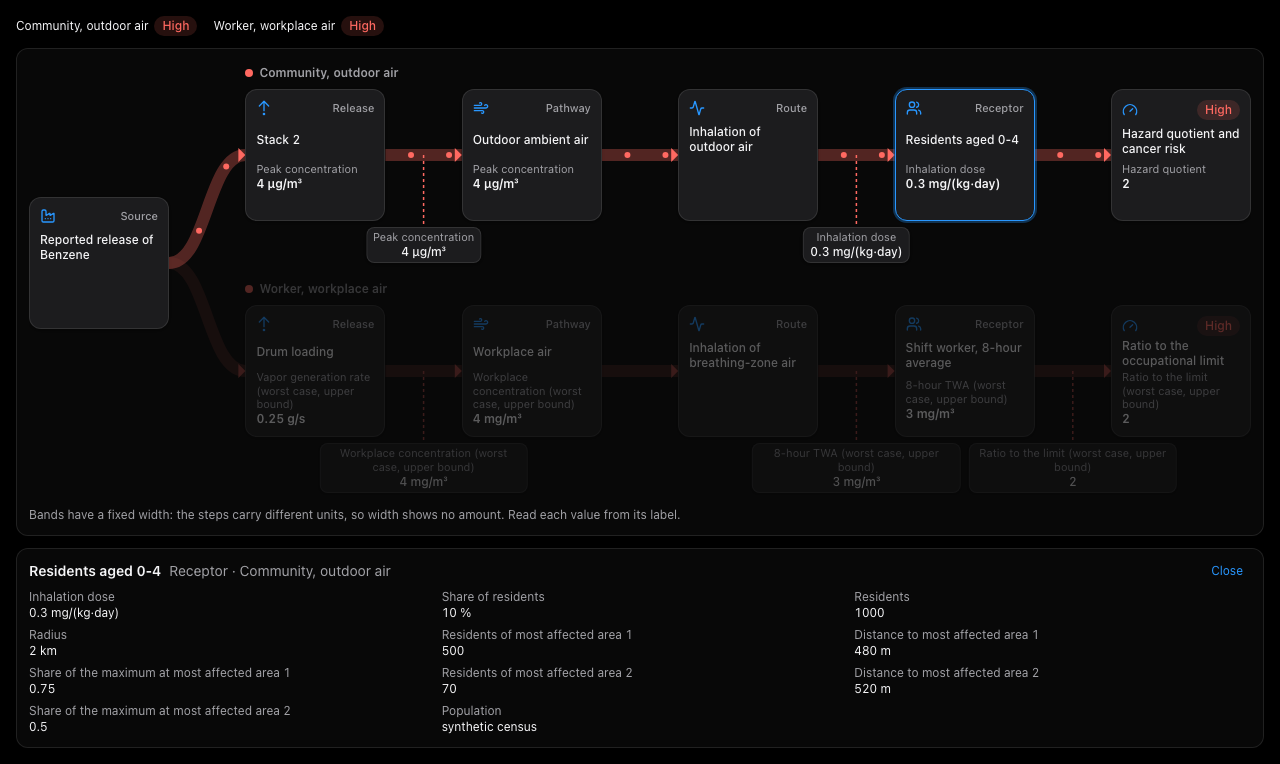 Community, outdoor air High Worker, workplace air High
Community, outdoor air
Release
Stack 2
Peak concentration
4 µg/m³
Pathway
Outdoor ambient air
Peak concentration
4 µg/m³
Route
Inhalation of
outdoor air
Receptor
Residents aged 0-4
Inhalation dose
0.3 mg/(kg·day)
High
Hazard quotient and
cancer risk
Hazard quotient
2
Source
Reported release of
Benzene
Peak concentration
4 µg/m³
Inhalation dose
0.3 mg/(kg·day)
Worker, workplace air
Release
Drum loading
Vapor generation rate
(worst case, upper
bound)
0.25 g/s
Pathway
Workplace air
Workplace
concentration (worst
case, upper bound)
4 mg/m³
Route
Inhalation of
breathing-zone air
Receptor
Shift worker, 8-hour
average
8-hour TWA (worst
case, upper bound)
3 mg/m³
High
Ratio to the
occupational limit
Ratio to the limit
(worst case, upper
bound)
2
Workplace concentration (worst
case, upper bound)
4 mg/m³
8-hour TWA (worst case, upper
bound)
3 mg/m³
Ratio to the limit (worst case, upper
bound)
2
Bands have a fixed width: the steps carry different units, so width shows no amount. Read each value from its label.
Residents aged 0-4 Receptor · Community, outdoor air Close
Inhalation dose
0.3 mg/(kg·day)
Share of residents
10 %
Residents
1000
Radius
2 km
Residents of most affected area 1
500
Distance to most affected area 1
480 m
Share of the maximum at most affected area 1
0.75
Residents of most affected area 2
70
Distance to most affected area 2
520 m
Share of the maximum at most affected area 2
0.5
Population
synthetic census